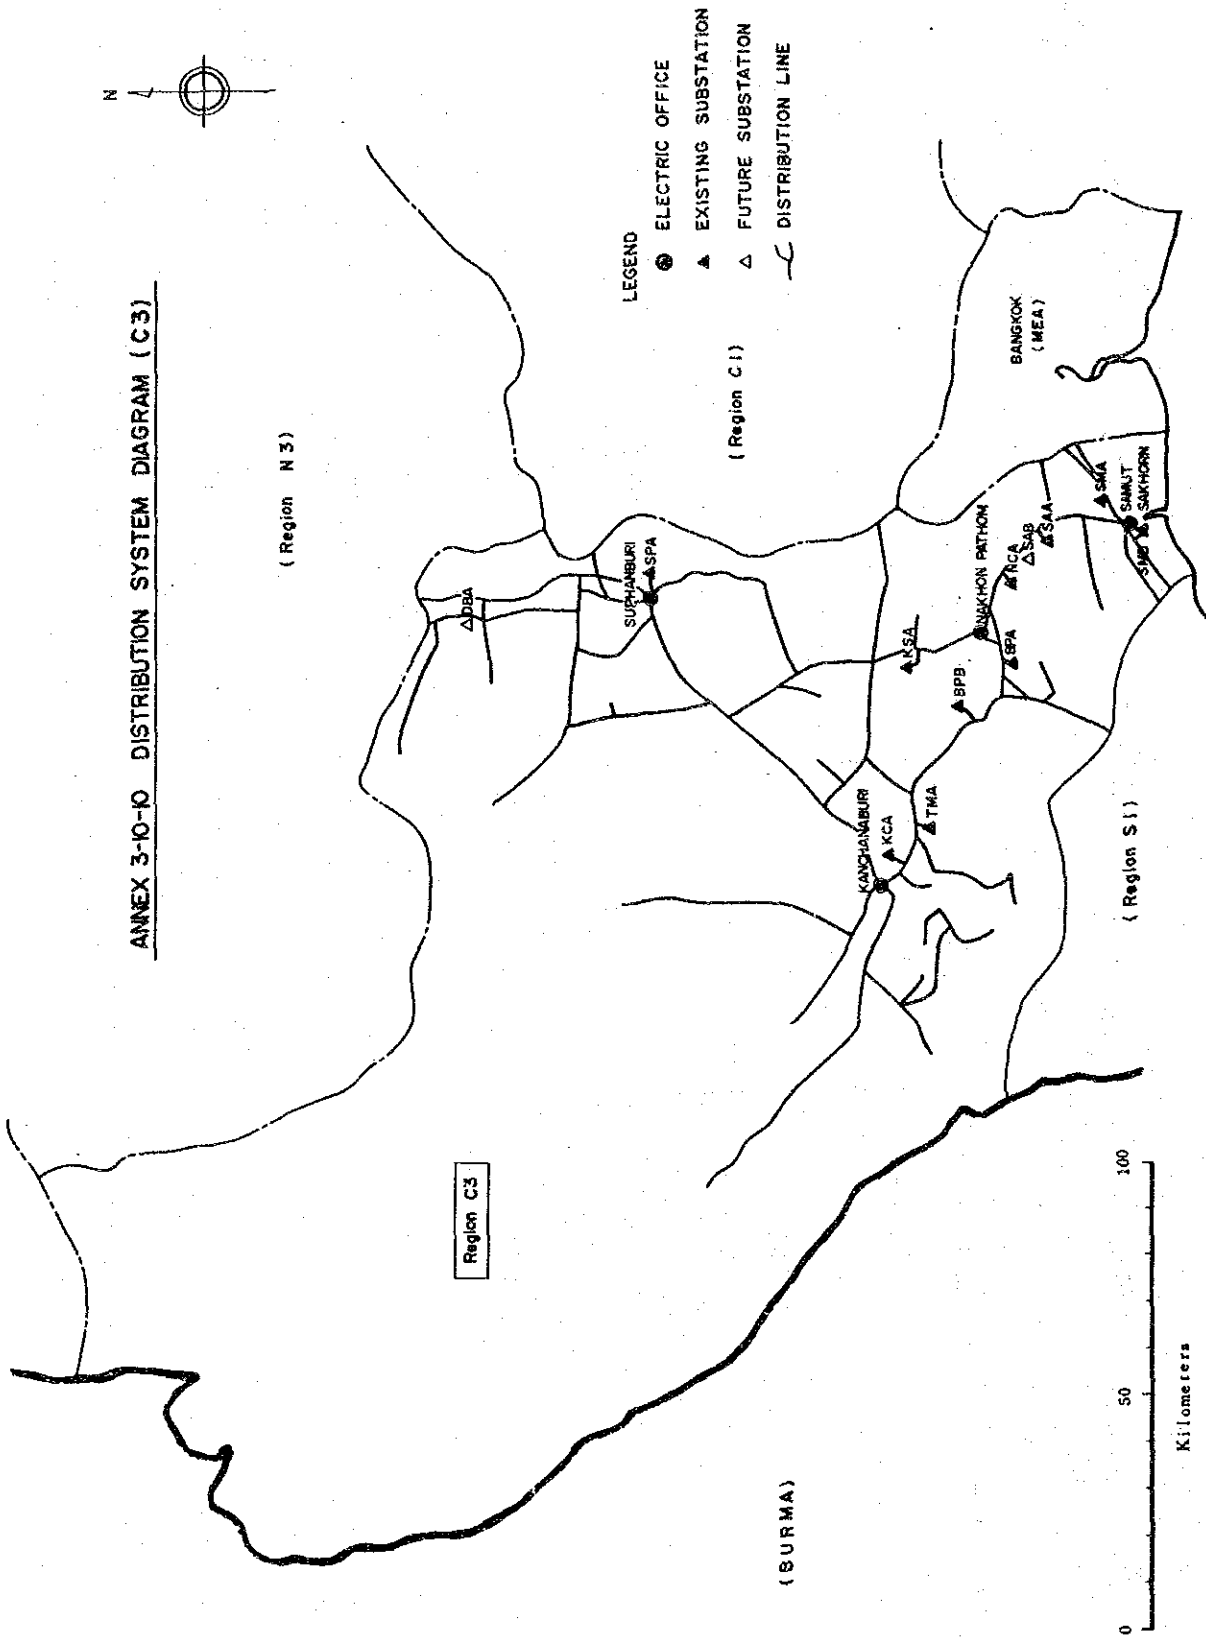 ANNEX 3-10-10 DISTRIBUTION SYSTEM DIAGRAM (C3)
N
(Region N3)
LEGEND
ELECTRIC OFFICE
EXISTING SUBSTATION
FUTURE SUBSTATION
DISTRIBUTION LINE
Region C3
DBA
SUPHANBURI
SPA
(Region C1)
KANCHANABURI
KCA
TMA
KSA
BPB
NAKHON PATHOM
BPA
NCA
SAB
SAA
SMA
SAMUT
SAKHORN
SMB
BANGKOK
(MEA)
(Region S1)
(BURMA)
0 50 100
Kilometers